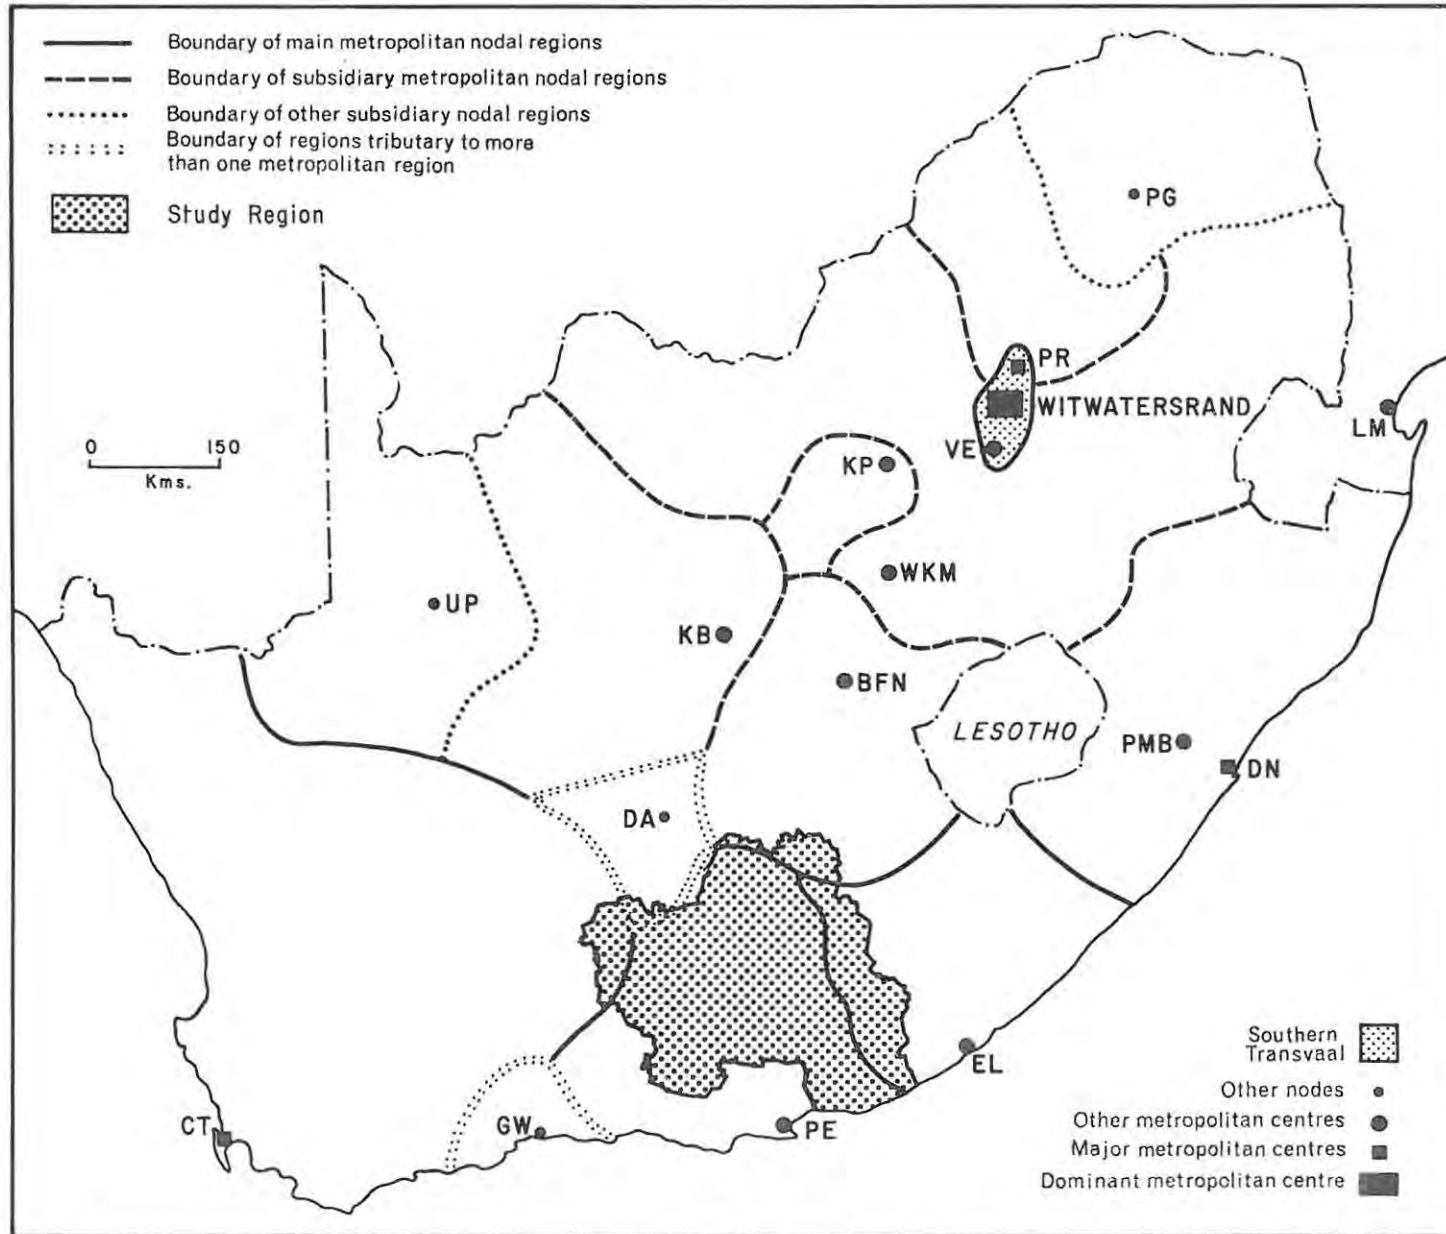 Boundary of main metropolitan nodal regions
Boundary of subsidiary metropolitan nodal regions
Boundary of other subsidiary nodal regions
Boundary of regions tributary to more
than one metropolitan region
Study Region
PG
PR
WITWATERSRAND
LM
VE
KP
0 150
Kms.
WKM
UP
KB
BFN
LESOTHO
PMB
DN
DA
EL
Southern
Transvaal
Other nodes
CT
GW
PE
Other metropolitan centres
Major metropolitan centres
Dominant metropolitan centre